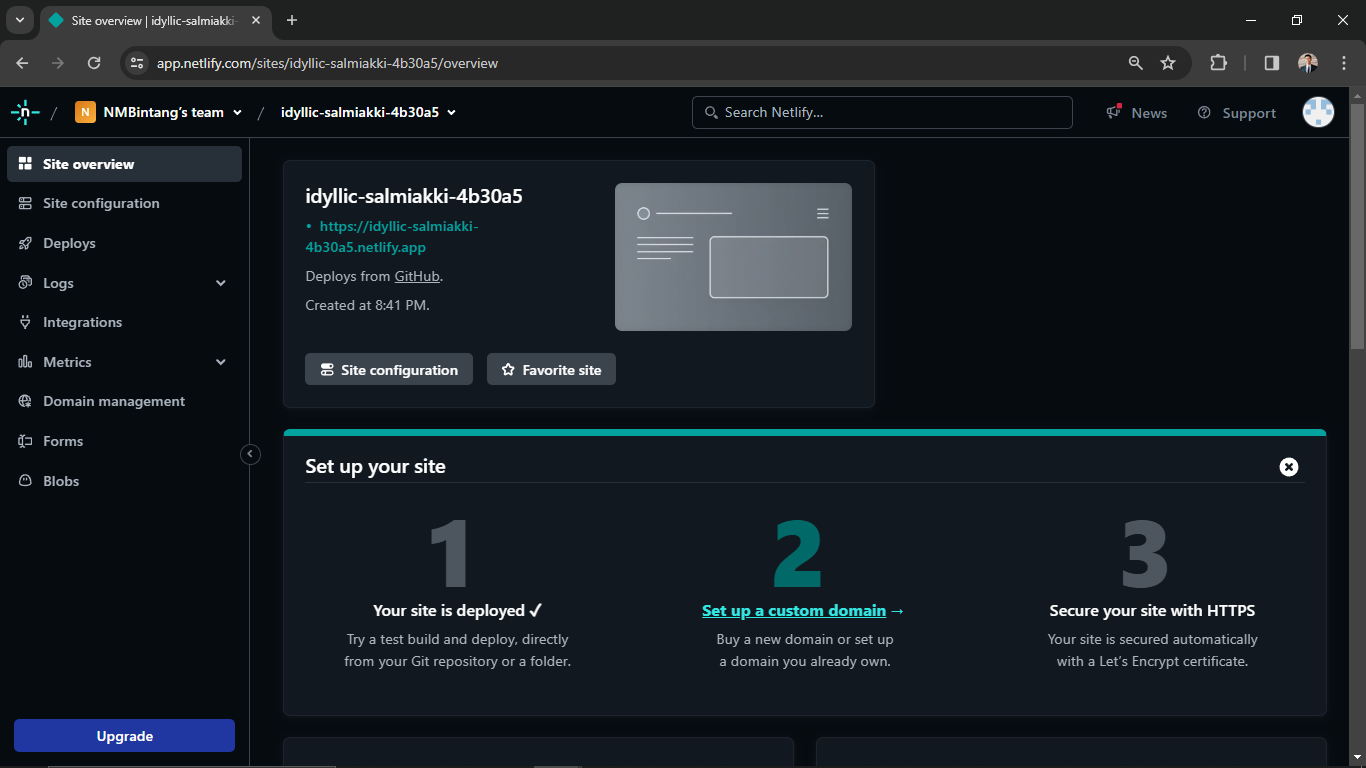 Site overview | idyllic-salmiakki-
app.netlify.com/sites/idyllic-salmiakki-4b30a5/overview
n / N NMBintang's team / idyllic-salmiakki-4b30a5
Search Netlify...
News
Support
Site overview
Site configuration
Deploys
Logs
Integrations
Metrics
Domain management
Forms
Blobs
Upgrade
idyllic-salmiakki-4b30a5
• https://idyllic-salmiakki-
4b30a5.netlify.app
Deploys from GitHub.
Created at 8:41 PM.
Site configuration
Favorite site
Set up your site
1
Your site is deployed ✓
Try a test build and deploy, directly
from your Git repository or a folder.
2
Set up a custom domain →
Buy a new domain or set up
a domain you already own.
3
Secure your site with HTTPS
Your site is secured automatically
with a Let's Encrypt certificate.